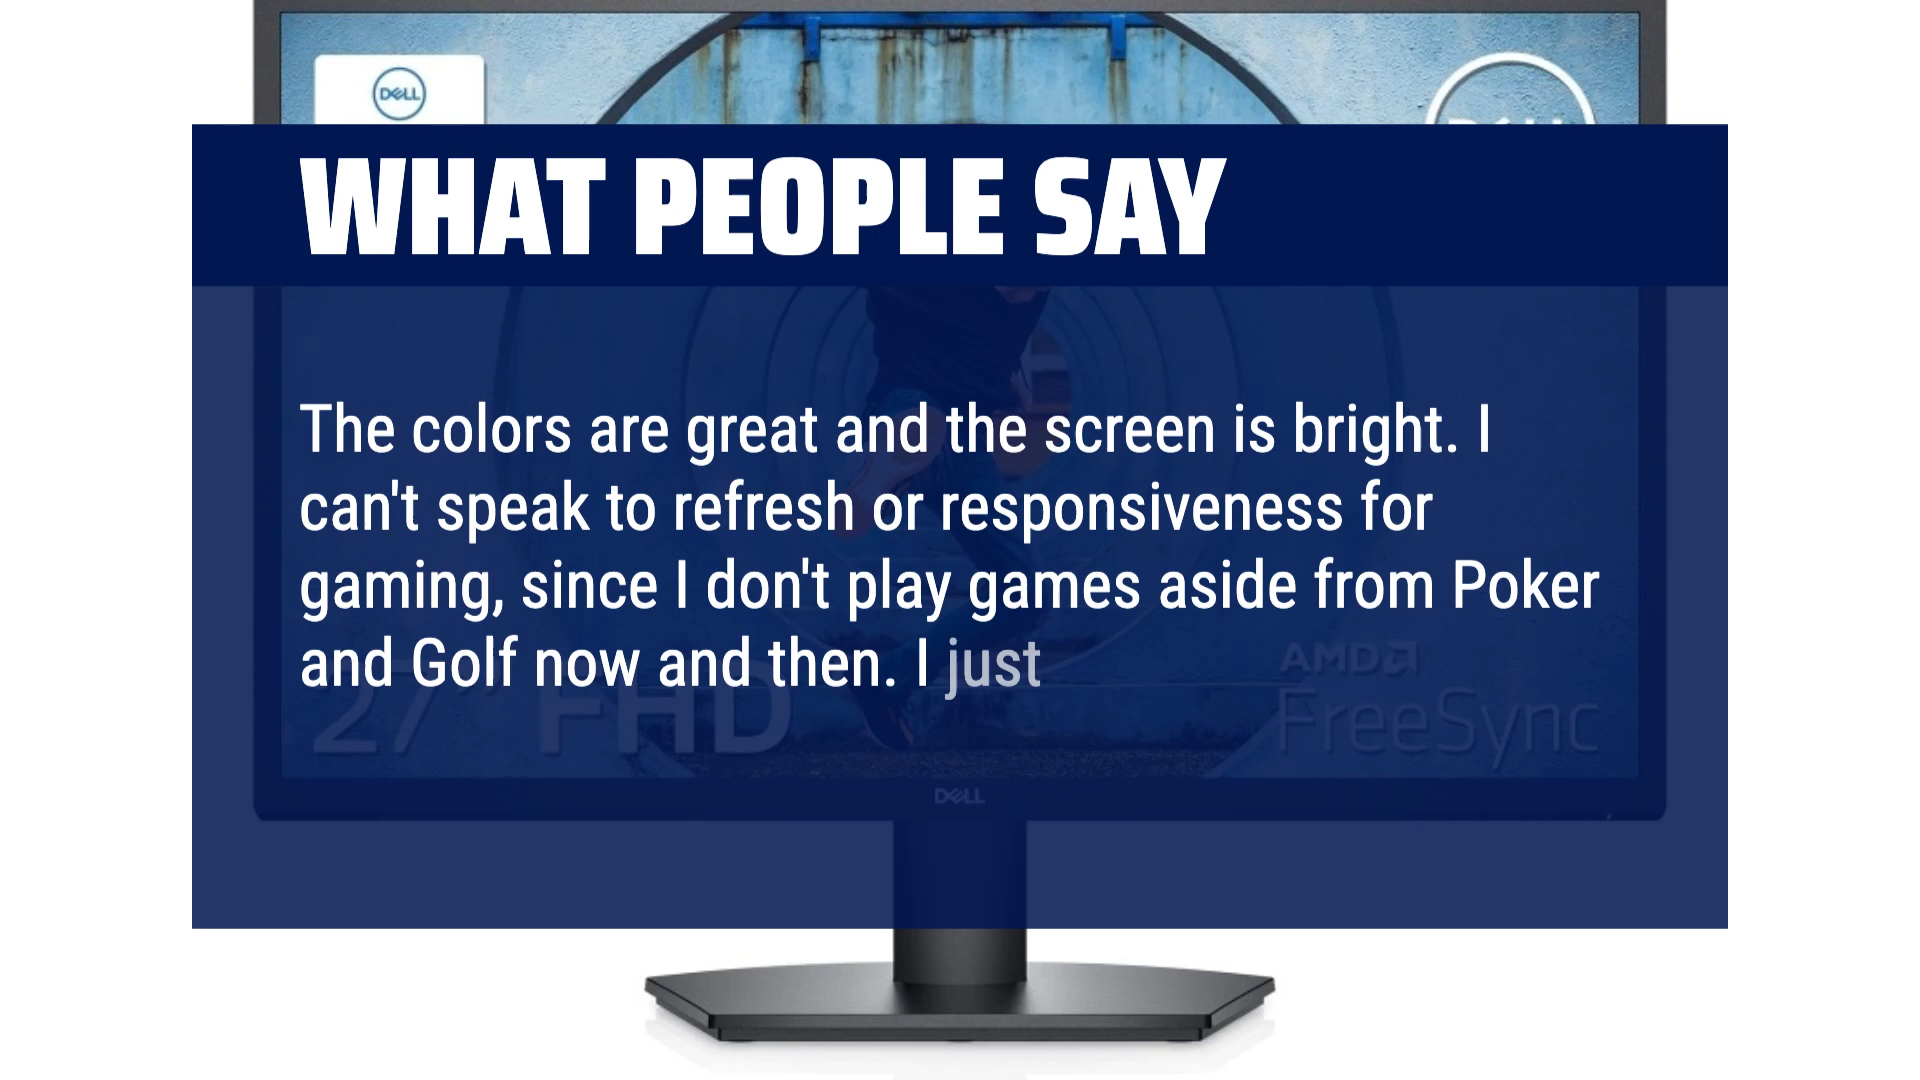 DELL
WHAT PEOPLE SAY
The colors are great and the screen is bright. I
can't speak to refresh or responsiveness for
gaming, since I don't play games aside from Poker
and Golf now and then. I just
27" FHD
AMD
FreeSync
DELL